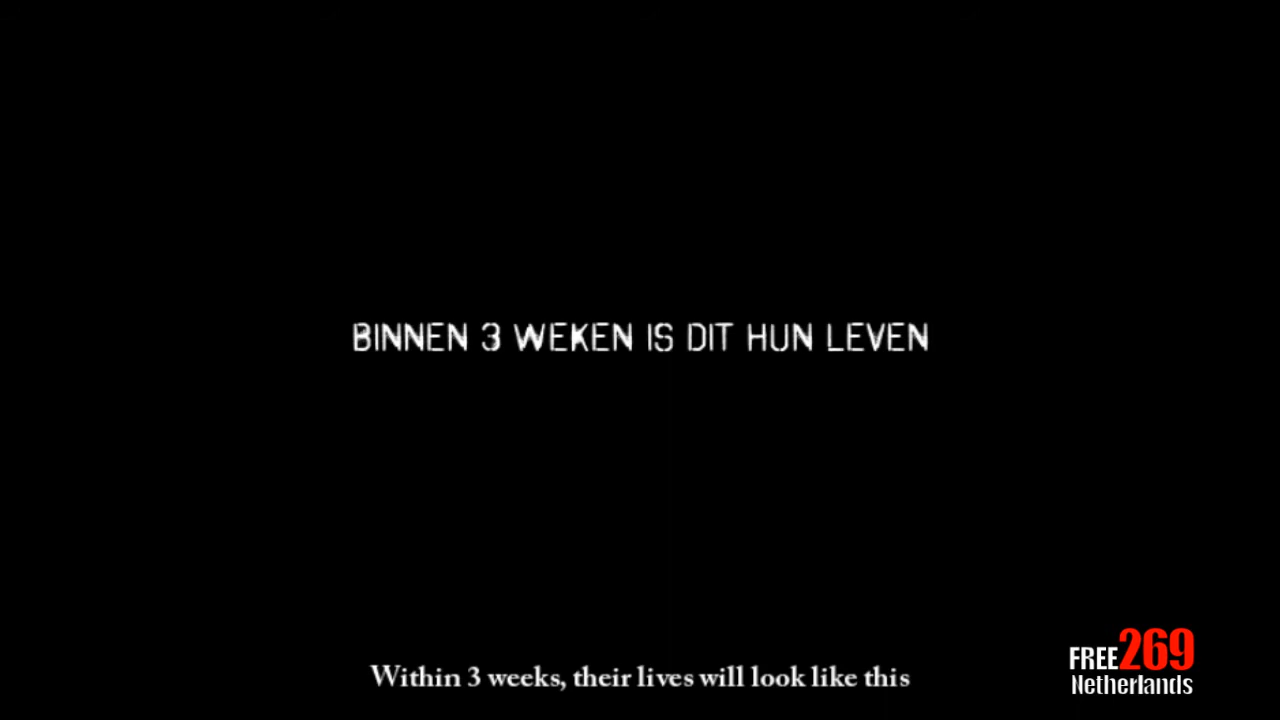 BINNEN 3 WEKEN IS DIT HUN LEVEN
Within 3 weeks, their lives will look like this
FREE269
Netherlands